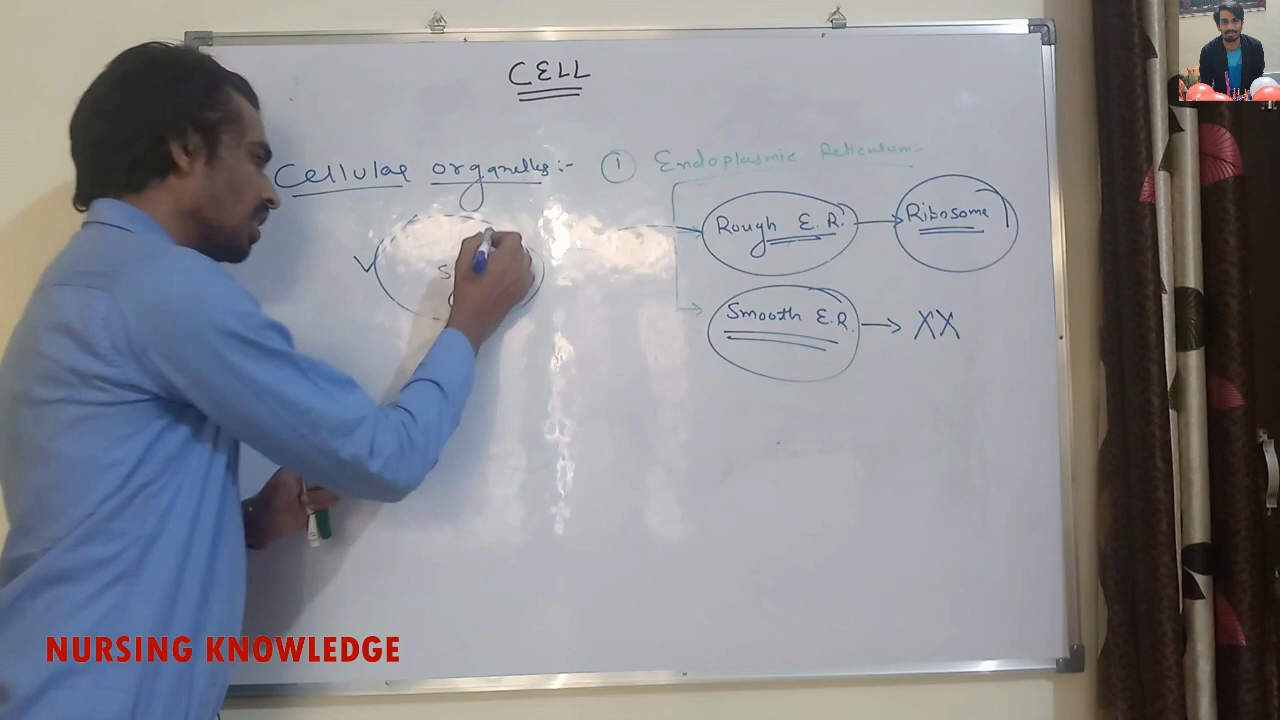 CELL
Cellular organelles :- ① Endoplasmic Reticulum.
Rough E.R. → Ribosome
Smooth E.R. → XX
NURSING KNOWLEDGE